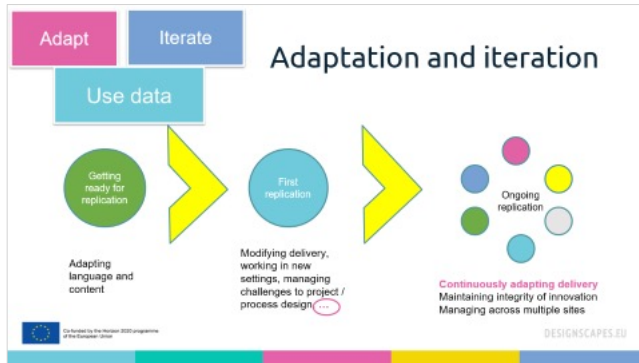 Adapt
Iterate
Use data
Adaptation and iteration
Getting
ready for
replication
First
replication
Ongoing
replication
Adapting
language and
content
Modifying delivery,
working in new
settings, managing
challenges to project /
process design ...
Continuously adapting delivery
Maintaining integrity of innovation
Managing across multiple sites
Co-funded by the Horizon 2020 programme
of the European Union
DESIGNSCAPES.EU